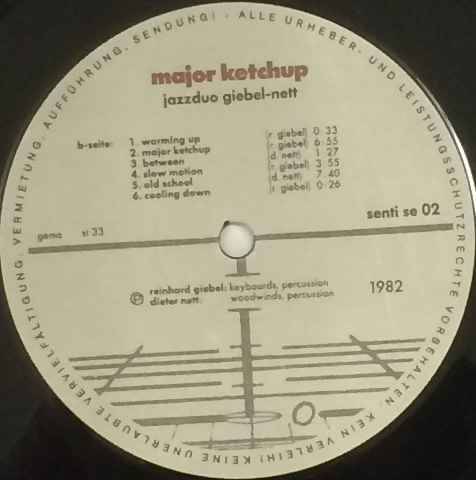 ALLE URHEBER- UND LEISTUNGSSCHUTZRECHTE VORBEHALTEN. KEIN VERLEIH! KEINE UNERLAUBTE VERVIELFÄLTIGUNG, VERMIETUNG, AUFFÜHRUNG, SENDUNG! -
major ketchup
jazzduo giebel-nett
b-seite: 1. warming up (r. giebel) 0:33
2. major ketchup (r. giebel) 6:55
3. between (d. nett) 1:27
4. slow motion (r. giebel) 3:55
5. old school (d. nett) 7:40
6. cooling down (r. giebel) 0:26
senti se 02
gema st 33
℗ reinhard giebel: keyboards, percussion
dieter nett: woodwinds, percussion
1982